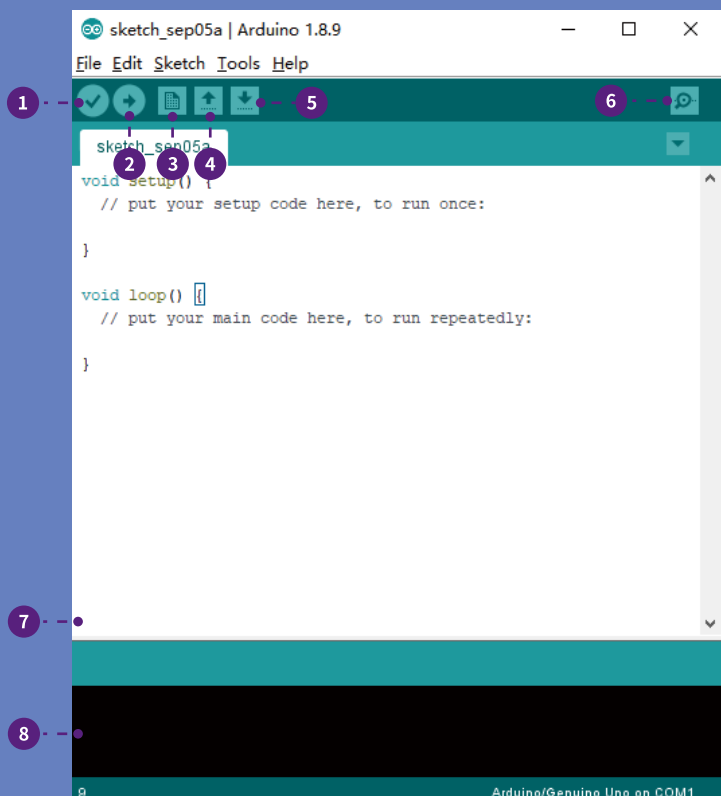 sketch_sep05a | Arduino 1.8.9
File Edit Sketch Tools Help
1
6
5
sketch_sep05a
2
3
4
void setup() {
// put your setup code here, to run once:
}
void loop() {
// put your main code here, to run repeatedly:
}
7
8
9
Arduino/Genuino Uno on COM1